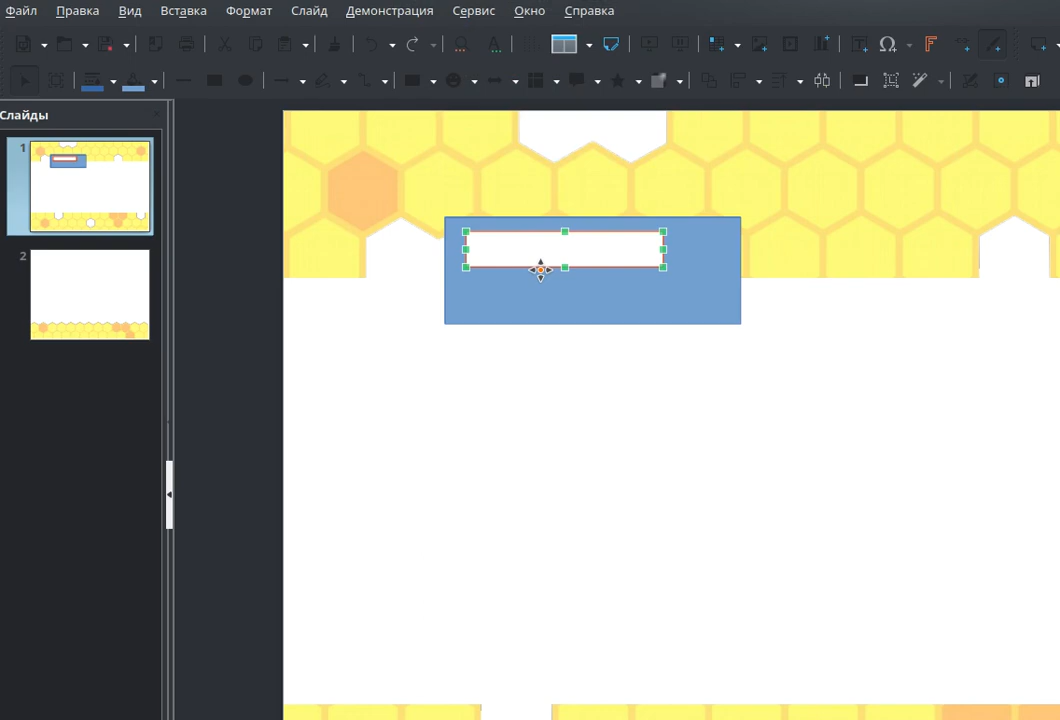 Файл Правка Вид Вставка Формат Слайд Демонстрация Сервис Окно Справка
Слайды
1
2